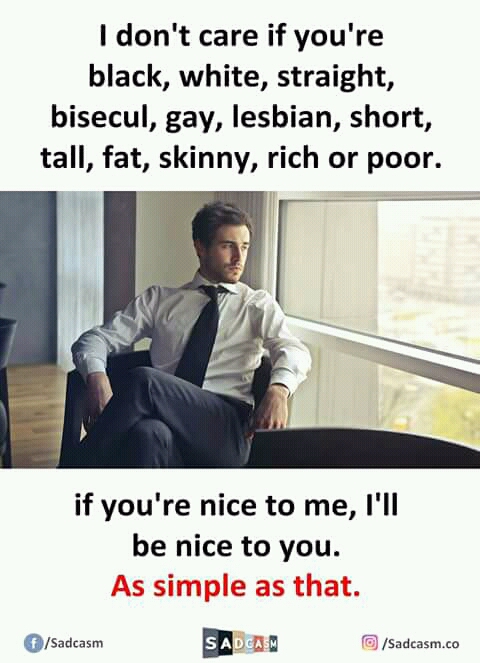 I don't care if you're
black, white, straight,
bisecul, gay, lesbian, short,
tall, fat, skinny, rich or poor.
if you're nice to me, I'll
be nice to you.
As simple as that.
f /Sadcasm
SADCASM
/Sadcasm.co